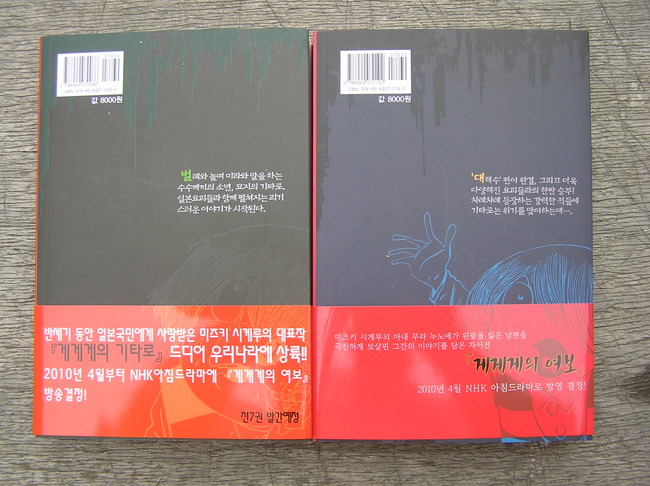 값 8000원
벌레와 놀며 미라와 말을 하는
수수께끼의 소년, 묘지의 기타로.
일본요괴들과 함께 펼쳐지는 괴기
스러운 이야기가 시작된다.
반세기 동안 일본국민에게 사랑받은 미즈키 시게루의 대표작
『게게게의 기타로』 드디어 우리나라에 상륙!!
2010년 4월부터 NHK아침드라마에 『게게게의 여보』
방송결정!
전7권 발간예정
값 8000원
'대해수' 편이 완결, 그리고 더욱
다양해진 요괴들과의 한판 승부!
차례차례 등장하는 강력한 적들에
기타로는 위기를 맞이하는데…,
미즈키 시게루의 아내 무라 누노에가 왼팔을 잃은 남편을
극진하게 보살핀 그간의 이야기를 담은 자서전
『게게게의 여보』
2010년 4월 NHK 아침드라마로 방영 결정!